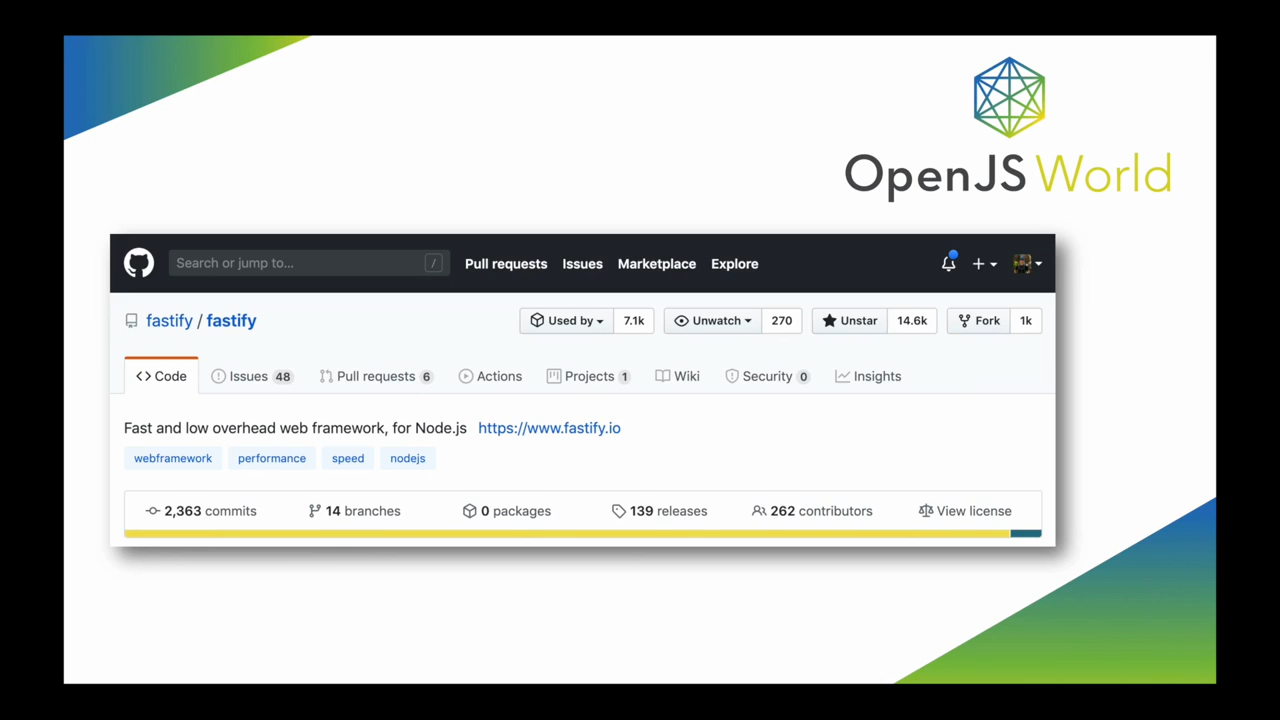 OpenJS World
Search or jump to... / Pull requests Issues Marketplace Explore
fastify / fastify Used by 7.1k Unwatch 270 Unstar 14.6k Fork 1k
Code Issues 48 Pull requests 6 Actions Projects 1 Wiki Security 0 Insights
Fast and low overhead web framework, for Node.js https://www.fastify.io
webframework performance speed nodejs
2,363 commits 14 branches 0 packages 139 releases 262 contributors View license